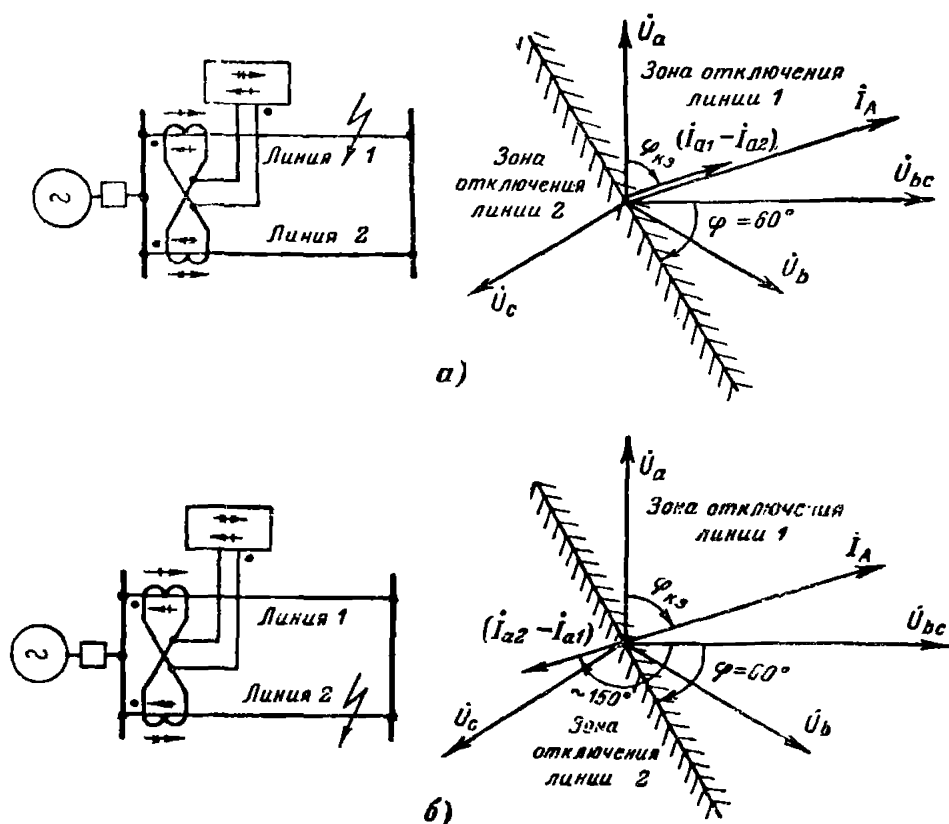 U̇a
Зона отключения
линии 1
İA
φкз
(İa1 − İa2)
Линия 1
Зона
отключения
линии 2
U̇bc
φ = 60°
Линия 2
U̇b
U̇c
а)
U̇a
Зона отключения
линии 1
İA
φкз
Линия 1
(İa2 − İa1)
U̇bc
φ = 60°
~150°
Линия 2
U̇c
U̇b
Зона
отключения
линии 2
б)